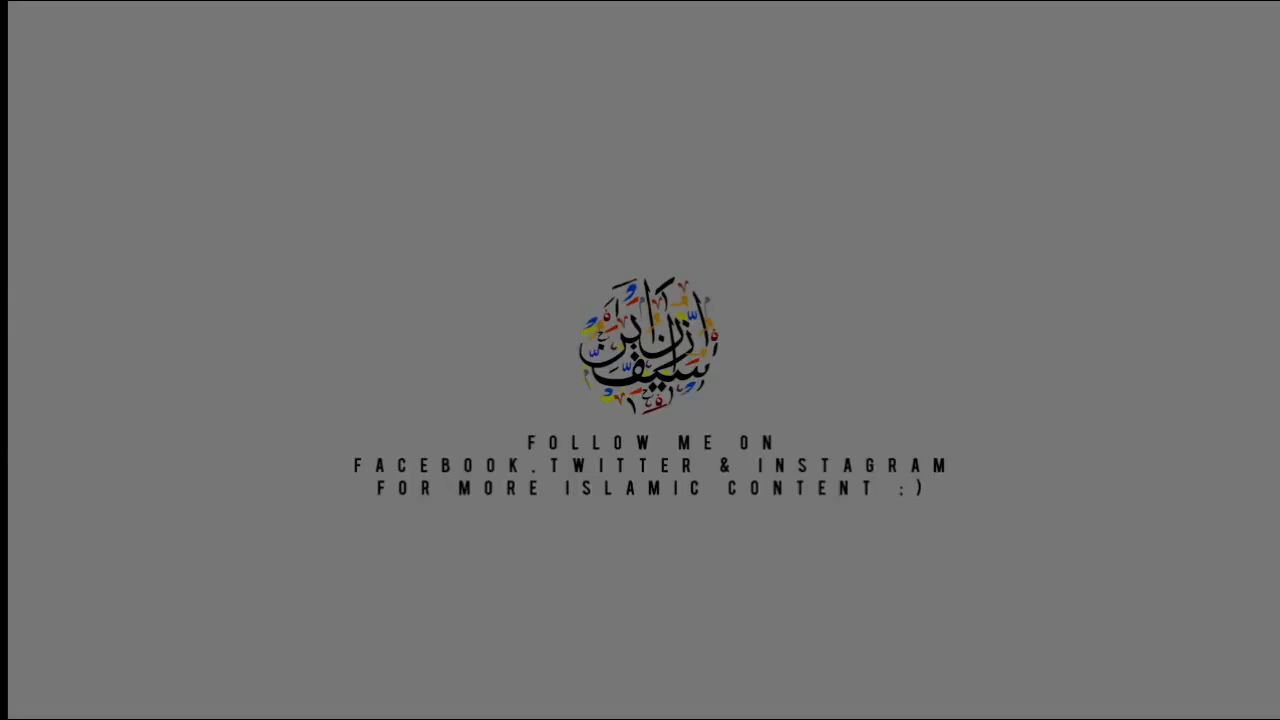 FOLLOW ME ON
FACEBOOK.TWITTER & INSTAGRAM
FOR MORE ISLAMIC CONTENT :)